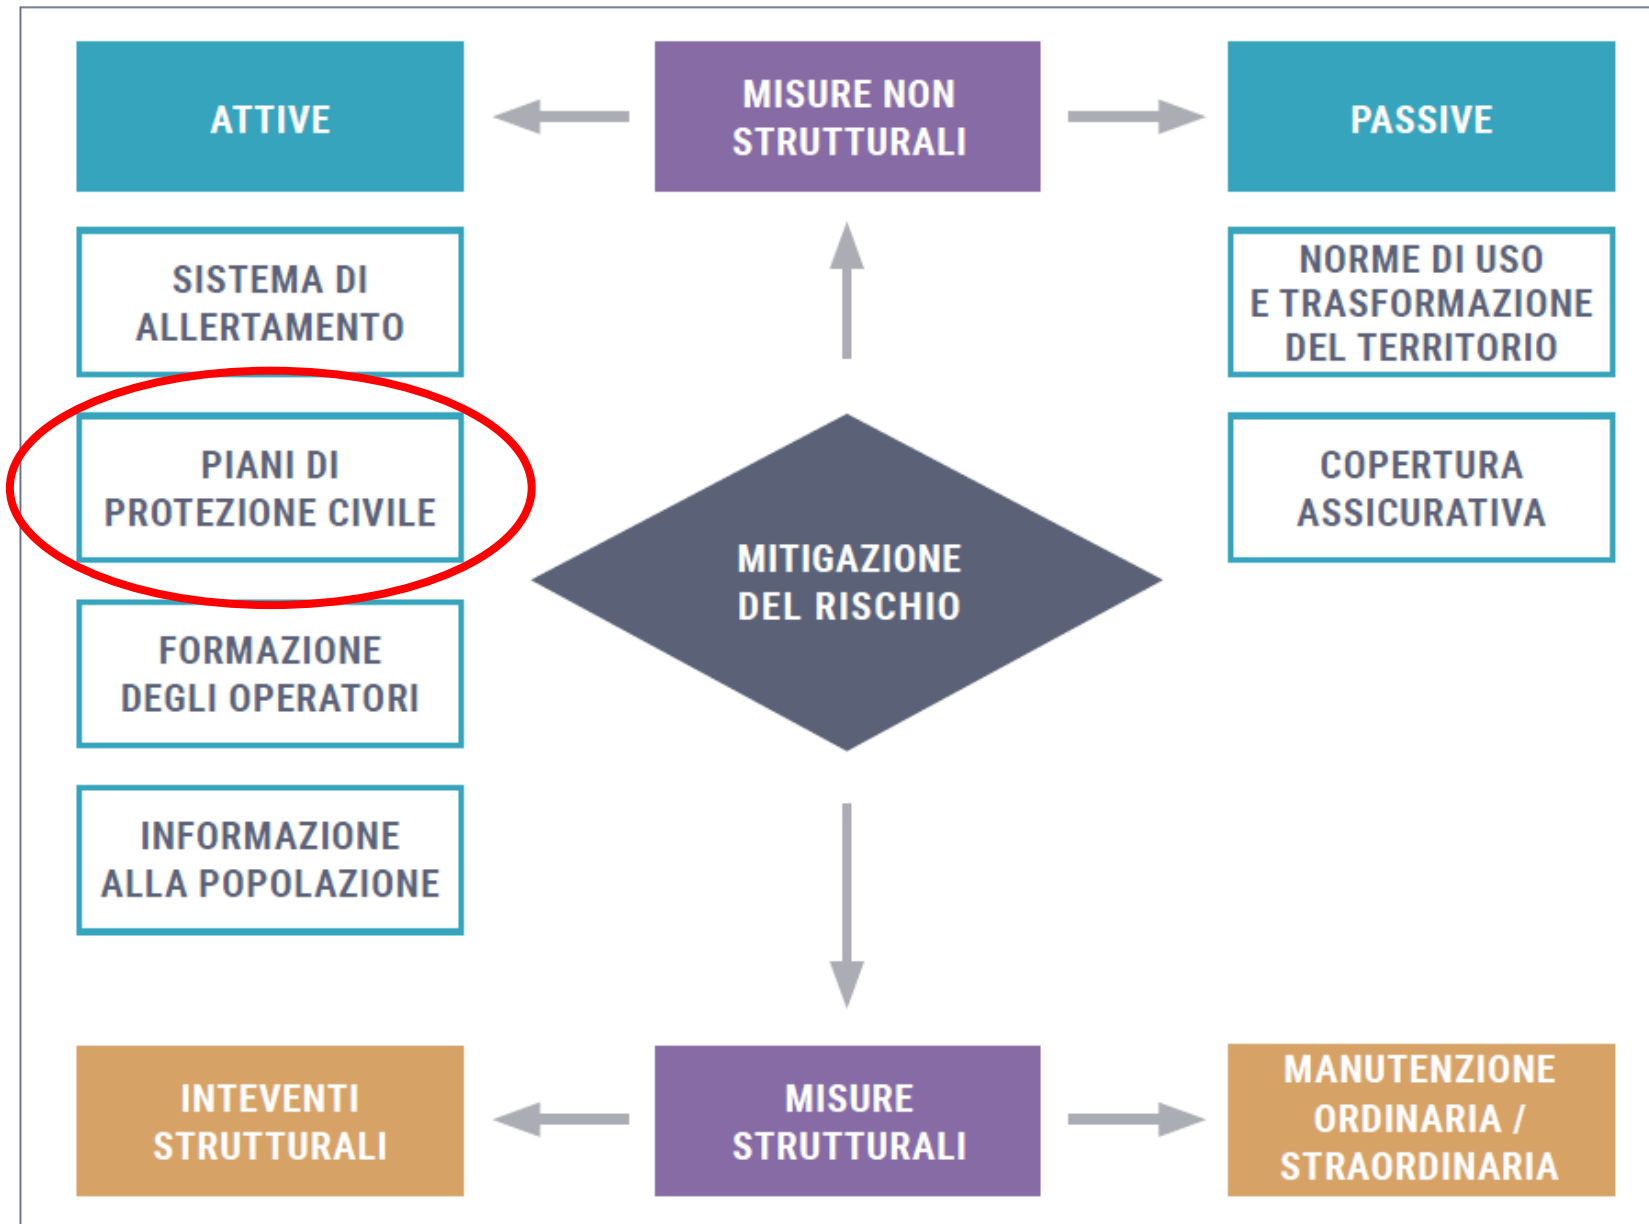 ATTIVE
MISURE NON
STRUTTURALI
PASSIVE
SISTEMA DI
ALLERTAMENTO
NORME DI USO
E TRASFORMAZIONE
DEL TERRITORIO
PIANI DI
PROTEZIONE CIVILE
COPERTURA
ASSICURATIVA
MITIGAZIONE
DEL RISCHIO
FORMAZIONE
DEGLI OPERATORI
INFORMAZIONE
ALLA POPOLAZIONE
INTEVENTI
STRUTTURALI
MISURE
STRUTTURALI
MANUTENZIONE
ORDINARIA /
STRAORDINARIA